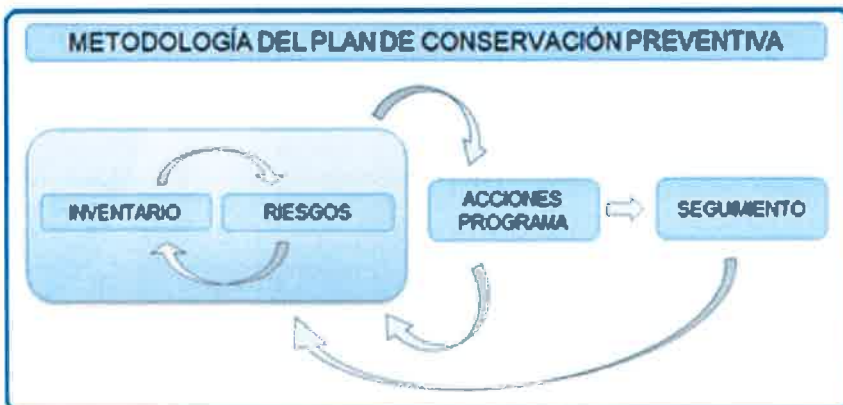 METODOLOGÍA DEL PLAN DE CONSERVACIÓN PREVENTIVA
INVENTARIO
RIESGOS
ACCIONES
PROGRAMA
SEGUIMIENTO